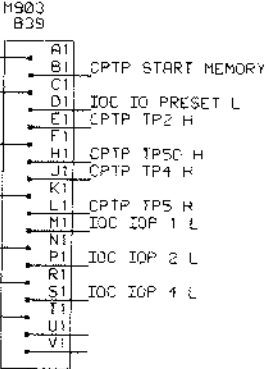 M903
B39
A1
B1 CPTP START MEMORY
C1
D1 IOC IO PRESET L
E1 CPTP TP2 H
F1
H1 CPTP TP50 H
J1 CPTP TP4 H
K1
L1 CPTP TP5 H
M1 IOC IOP 1 L
N1
P1 IOC IOP 2 L
R1
S1 IOC IOP 4 L
T1
U1
V1